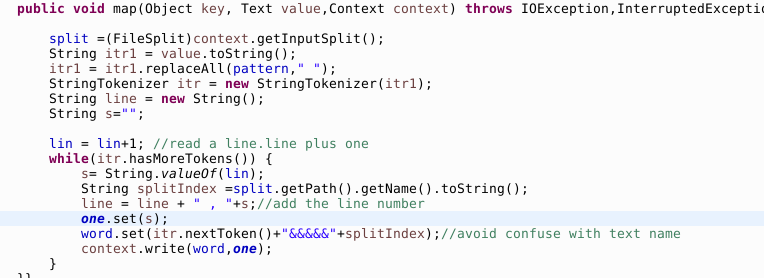 public void map(Object key, Text value,Context context) throws IOException,InterruptedExceptio
split =(FileSplit)context.getInputSplit();
String itr1 = value.toString();
itr1 = itr1.replaceAll(pattern," ");
StringTokenizer itr = new StringTokenizer(itr1);
String line = new String();
String s="";
lin = lin+1; //read a line.line plus one
while(itr.hasMoreTokens()) {
s= String.valueOf(lin);
String splitIndex =split.getPath().getName().toString();
line = line + " , "+s;//add the line number
one.set(s);
word.set(itr.nextToken()+"&&&&&"+splitIndex);//avoid confuse with text name
context.write(word,one);
}
}}